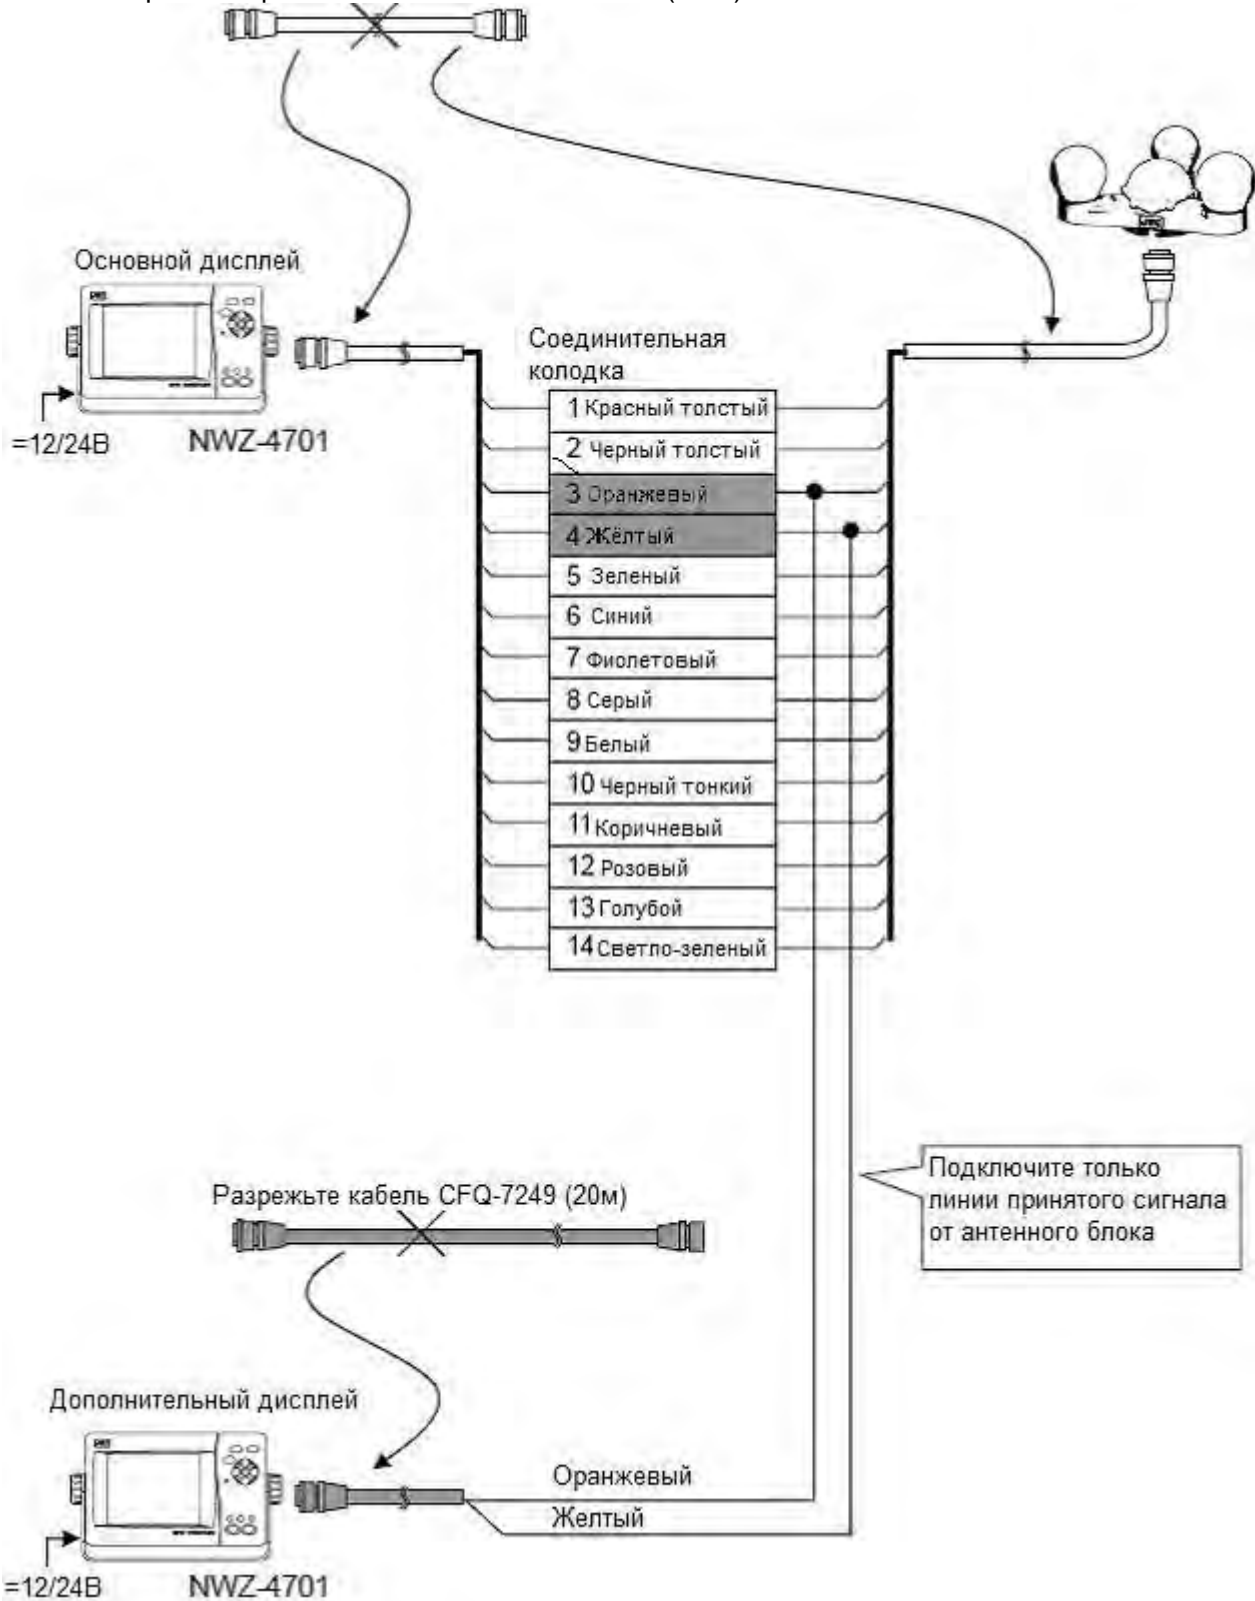 Основной дисплей
=12/24В
NWZ-4701
Соединительная
колодка
1 Красный толстый
2 Черный толстый
3 Оранжевый
4 Жёлтый
5 Зеленый
6 Синий
7 Фиолетовый
8 Серый
9 Белый
10 Черный тонкий
11 Коричневый
12 Розовый
13 Голубой
14 Светло-зеленый
Подключите только
линии принятого сигнала
от антенного блока
Разрежьте кабель CFQ-7249 (20м)
Дополнительный дисплей
Оранжевый
Желтый
=12/24В
NWZ-4701